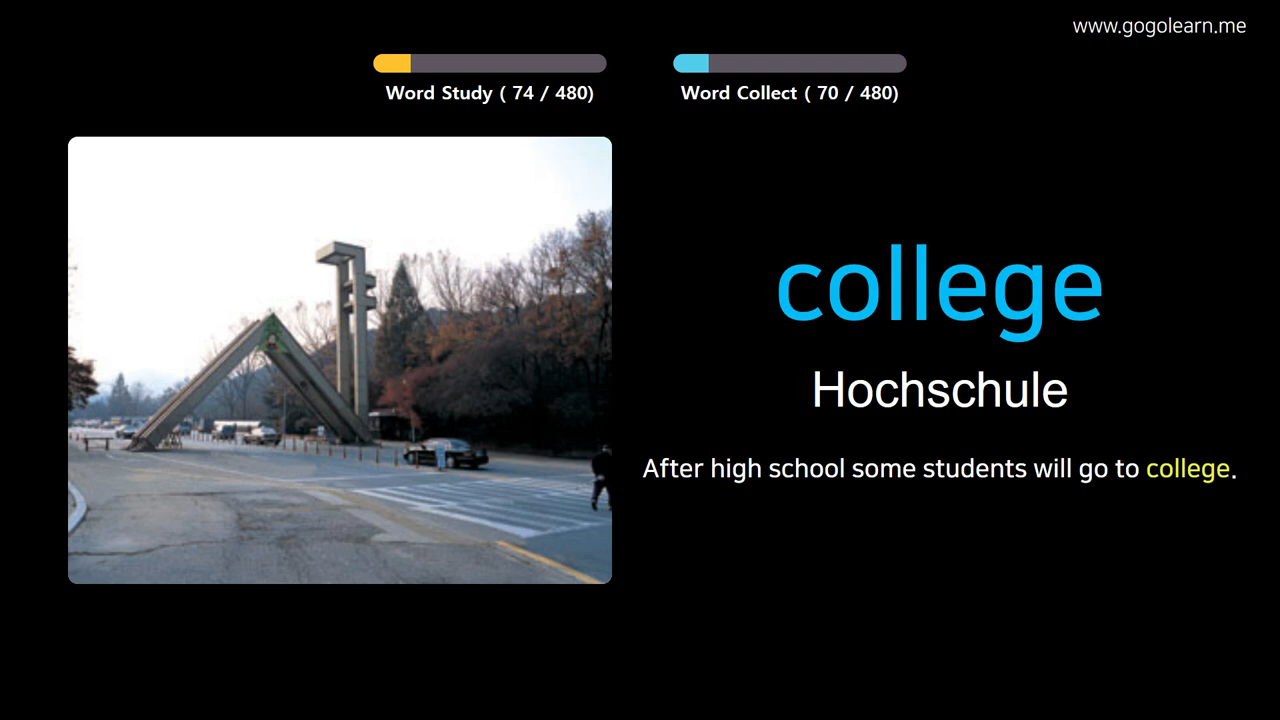 www.gogolearn.me
Word Study ( 74 / 480)
Word Collect ( 70 / 480)
college
Hochschule
After high school some students will go to college.